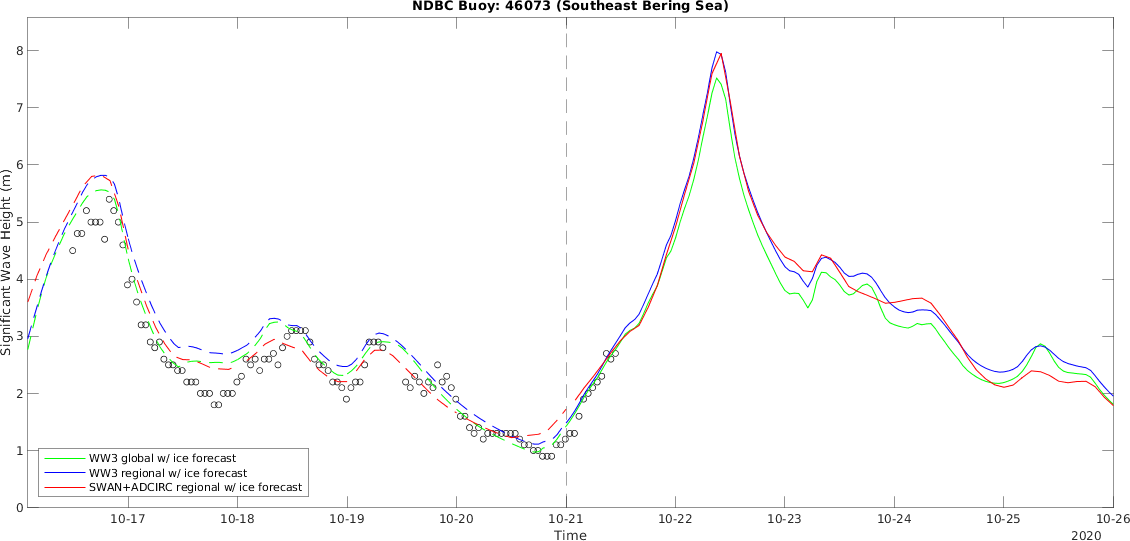 NDBC Buoy: 46073 (Southeast Bering Sea)
Significant Wave Height (m)
8
7
6
5
4
3
2
1
0
WW3 global w/ ice forecast
WW3 regional w/ ice forecast
SWAN+ADCIRC regional w/ ice forecast
10-17 10-18 10-19 10-20 10-21 10-22 10-23 10-24 10-25 10-26
Time
2020